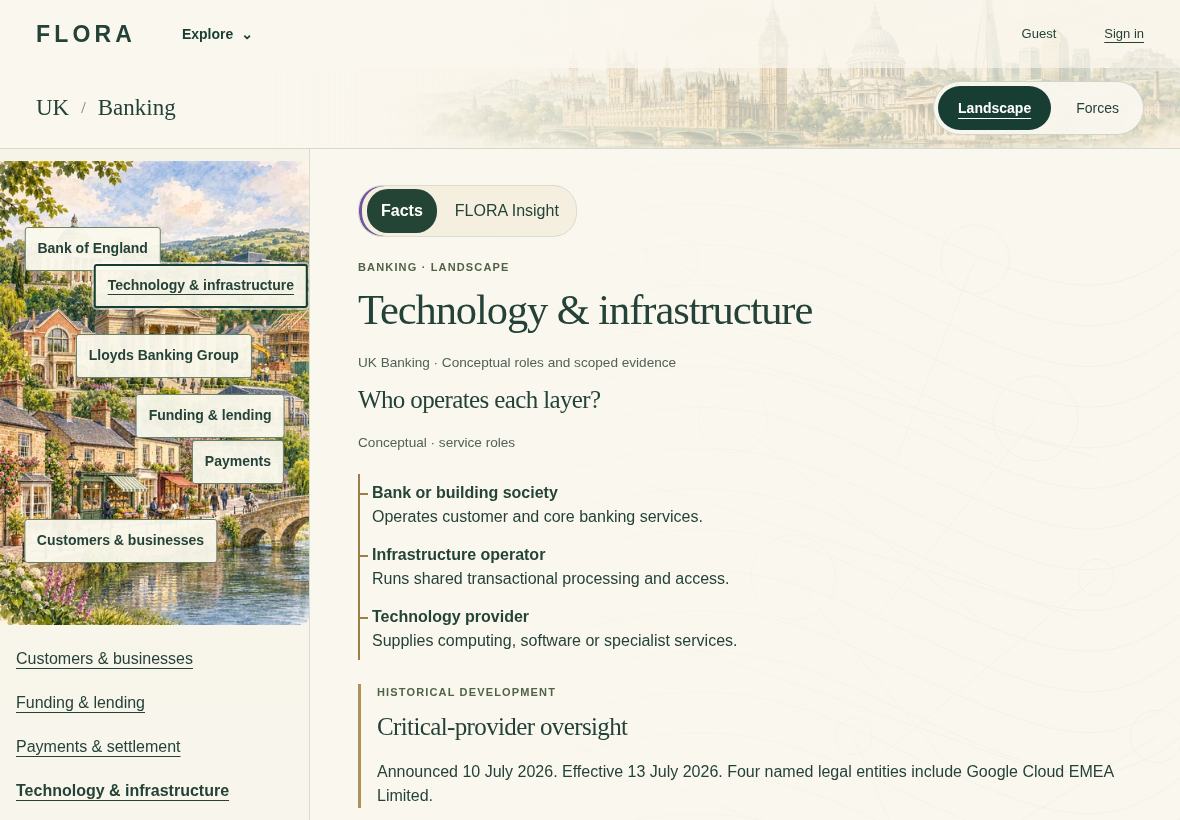 FLORA
Explore
Guest
Sign in
UK / Banking
Landscape
Forces
Bank of England
Technology & infrastructure
Lloyds Banking Group
Funding & lending
Payments
Customers & businesses
Customers & businesses
Funding & lending
Payments & settlement
Technology & infrastructure
Facts
FLORA Insight
BANKING · LANDSCAPE
Technology & infrastructure
UK Banking · Conceptual roles and scoped evidence
Who operates each layer?
Conceptual · service roles
Bank or building society
Operates customer and core banking services.
Infrastructure operator
Runs shared transactional processing and access.
Technology provider
Supplies computing, software or specialist services.
HISTORICAL DEVELOPMENT
Critical-provider oversight
Announced 10 July 2026. Effective 13 July 2026. Four named legal entities include Google Cloud EMEA
Limited.